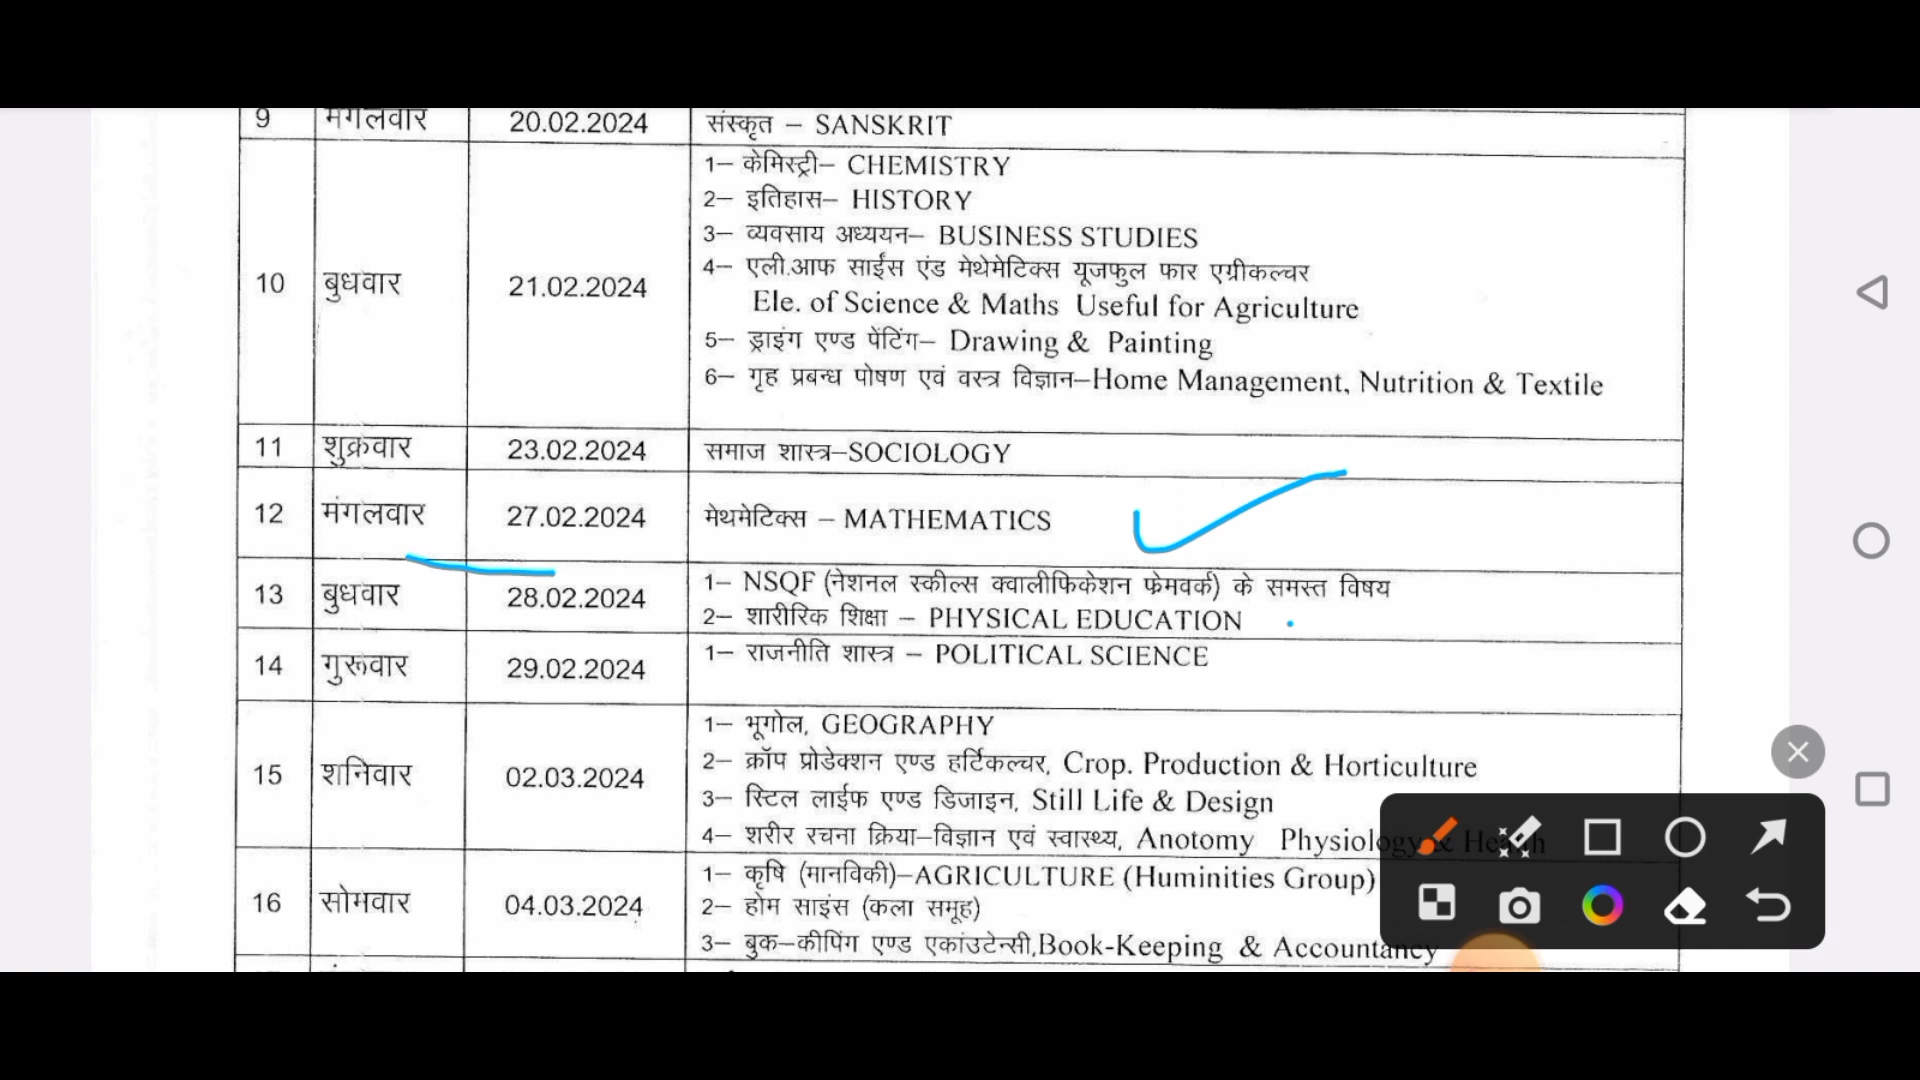 9 मंगलवार 20.02.2024 संस्कृत – SANSKRIT
1– केमिस्ट्री– CHEMISTRY
2– इतिहास– HISTORY
3– व्यवसाय अध्ययन– BUSINESS STUDIES
4– एली.आफ साईंस एंड मेथेमेटिक्स यूजफुल फार एग्रीकल्चर
10 बुधवार 21.02.2024
Ele. of Science & Maths Useful for Agriculture
5– ड्राइंग एण्ड पेंटिंग– Drawing & Painting
6– गृह प्रबन्ध पोषण एवं वस्त्र विज्ञान–Home Management, Nutrition & Textile
11 शुक्रवार 23.02.2024 समाज शास्त्र–SOCIOLOGY
12 मंगलवार 27.02.2024 मेथमेटिक्स – MATHEMATICS
13 बुधवार 28.02.2024 1– NSQF (नेशनल स्कील्स क्वालीफिकेशन फ्रेमवर्क) के समस्त विषय
2– शारीरिक शिक्षा – PHYSICAL EDUCATION
14 गुरूवार 29.02.2024 1– राजनीति शास्त्र – POLITICAL SCIENCE
1– भूगोल, GEOGRAPHY
2– क्रॉप प्रोडेक्शन एण्ड हर्टिकल्चर, Crop. Production & Horticulture
15 शनिवार 02.03.2024
3– स्टिल लाईफ एण्ड डिजाइन, Still Life & Design
4– शरीर रचना क्रिया–विज्ञान एवं स्वास्थ्य, Anotomy Physiology & Health
1– कृषि (मानविकी)–AGRICULTURE (Huminities Group)
16 सोमवार 04.03.2024 2– होम साइंस (कला समूह)
3– बुक–कीपिंग एण्ड एकांउटेन्सी,Book-Keeping & Accountancy